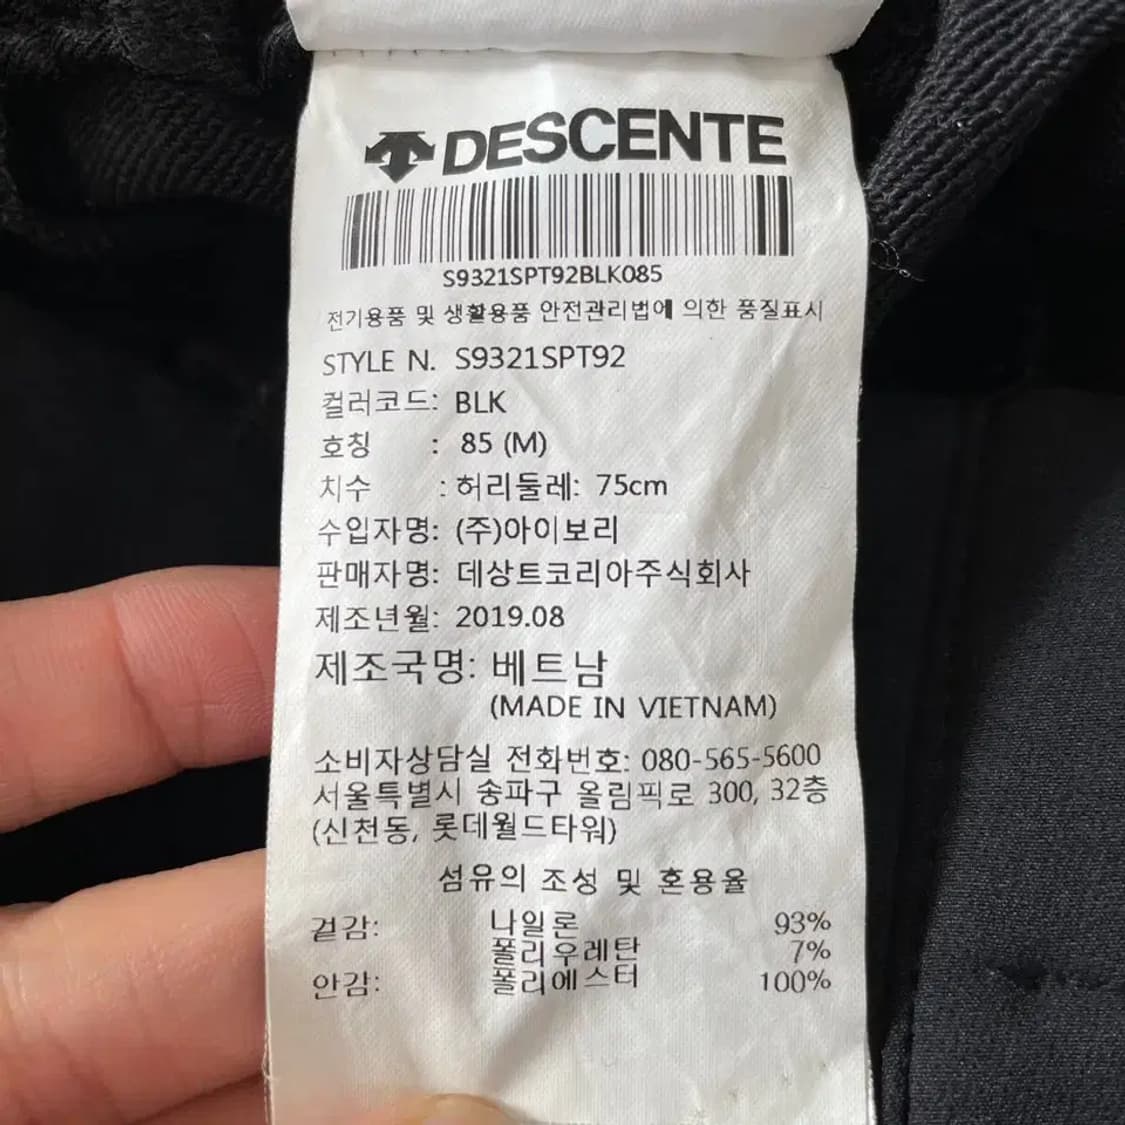 DESCENTE
S9321SPT92BLK085
전기용품 및 생활용품 안전관리법에 의한 품질표시
STYLE N. S9321SPT92
컬러코드: BLK
호칭 : 85 (M)
치수 : 허리둘레: 75cm
수입자명: (주)아이보리
판매자명: 데상트코리아주식회사
제조년월: 2019.08
제조국명: 베트남
(MADE IN VIETNAM)
소비자상담실 전화번호: 080-565-5600
서울특별시 송파구 올림픽로 300, 32층
(신천동, 롯데월드타워)
섬유의 조성 및 혼용율
겉감: 나일론 93%
폴리우레탄 7%
안감: 폴리에스터 100%